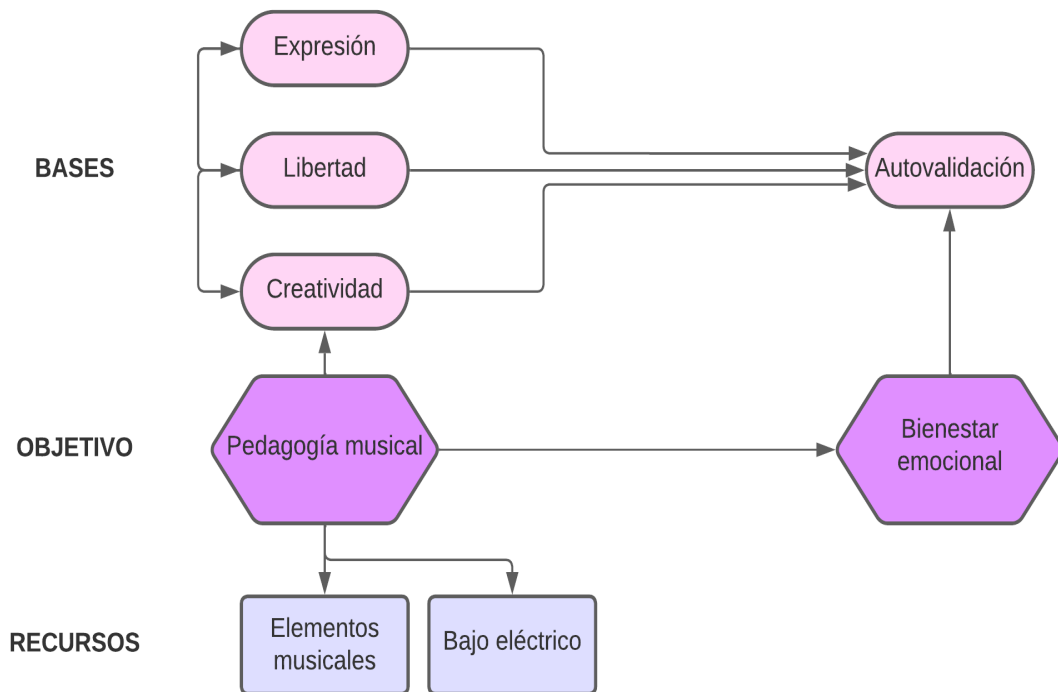 Expresión
BASES
Libertad
Autovalidación
Creatividad
OBJETIVO
Pedagogía musical
Bienestar
emocional
RECURSOS
Elementos
musicales
Bajo eléctrico